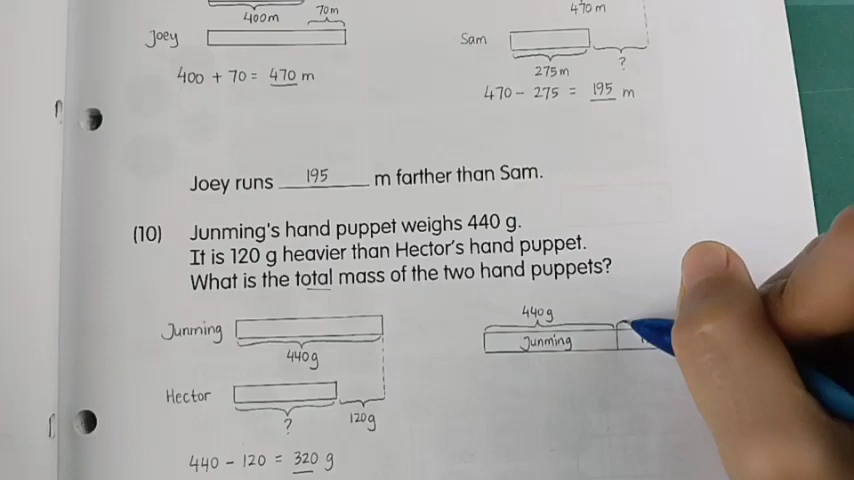 400m
70m
Joey
400 + 70 = 470 m
470 m
Sam
275m
?
470 - 275 = 195 m
Joey runs 195 m farther than Sam.
(10) Junming's hand puppet weighs 440 g.
It is 120 g heavier than Hector's hand puppet.
What is the total mass of the two hand puppets?
Junming
440g
Hector
?
120g
440 - 120 = 320 g
440g
Junming